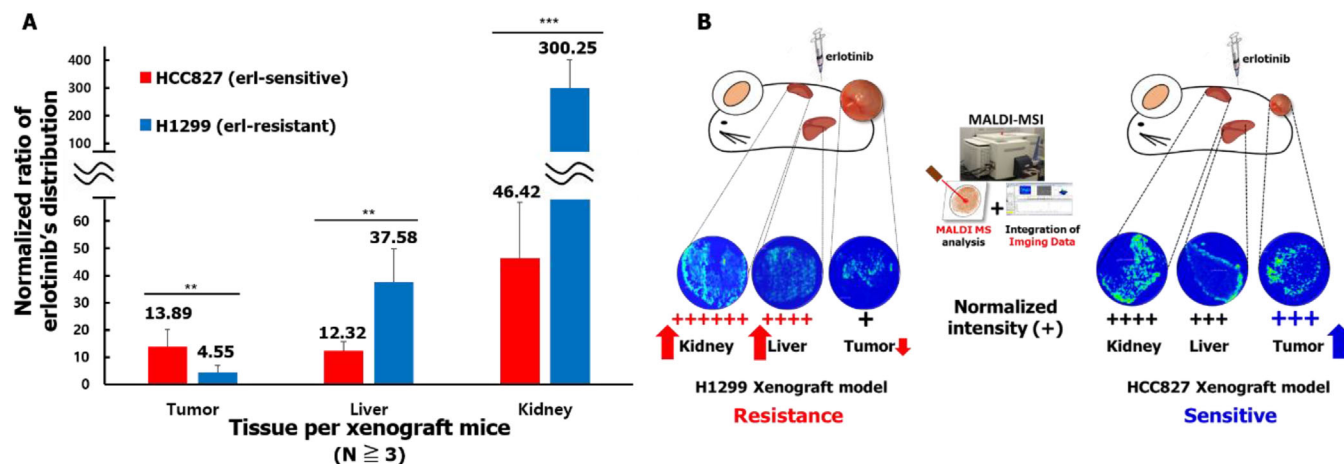 A
Normalized ratio of
erlotinib's distribution
400
300
200
100
60
50
40
30
20
10
0
HCC827 (erl-sensitive)
H1299 (erl-resistant)
**
13.89
4.55
**
12.32
37.58
***
46.42
300.25
Tumor
Liver
Kidney
Tissue per xenograft mice
(N ≧ 3)
B
erlotinib
++++++
++++
+
Kidney
Liver
Tumor
H1299 Xenograft model
Resistance
MALDI-MSI
+
MALDI MS
analysis
Integration of
Imging Data
Normalized
intensity (+)
erlotinib
++++
+++
+++
Kidney
Liver
Tumor
HCC827 Xenograft model
Sensitive